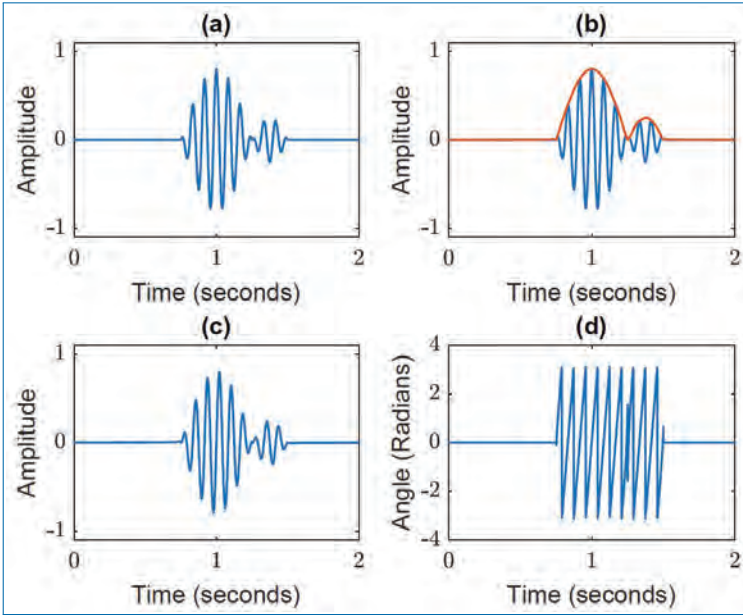 (a)
1
0
-1
Amplitude
0 1 2
Time (seconds)
(b)
1
0
-1
Amplitude
0 1 2
Time (seconds)
(c)
1
0
-1
Amplitude
0 1 2
Time (seconds)
(d)
4
2
0
-2
-4
Angle (Radians)
0 1 2
Time (seconds)